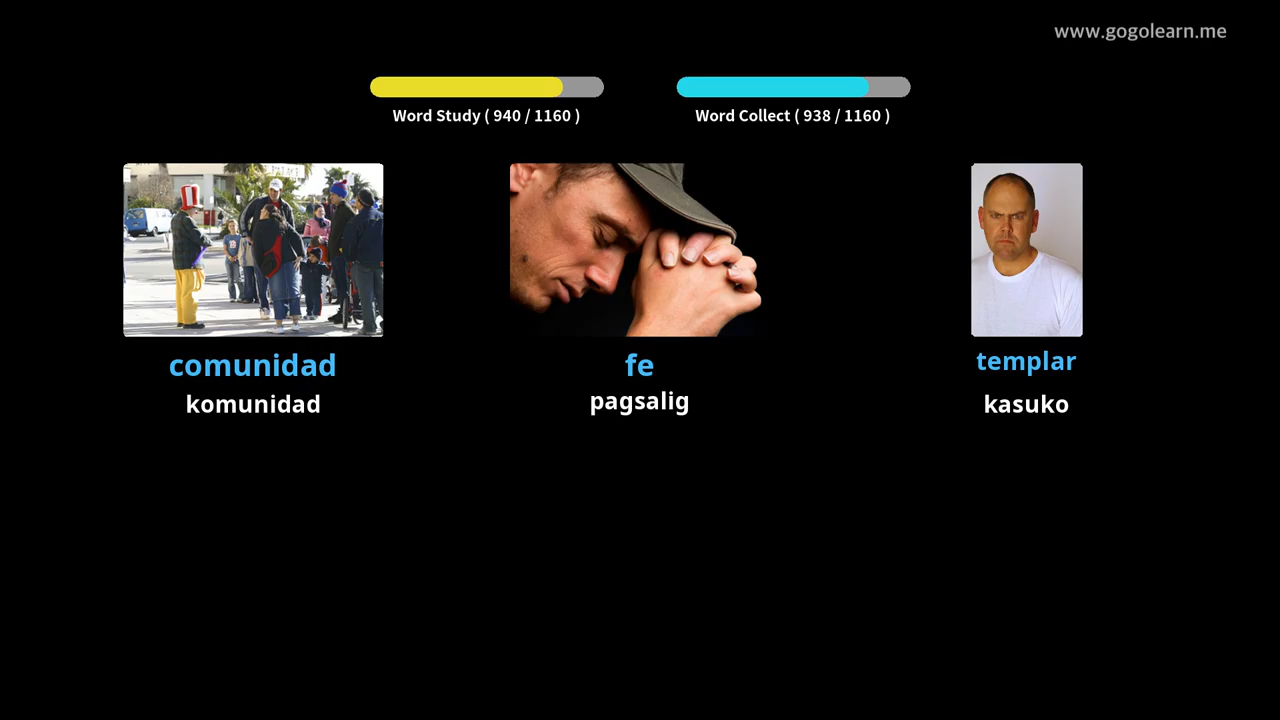 www.gogolearn.me
Word Study ( 940 / 1160 )
Word Collect ( 938 / 1160 )
comunidad
komunidad
fe
pagsalig
templar
kasuko